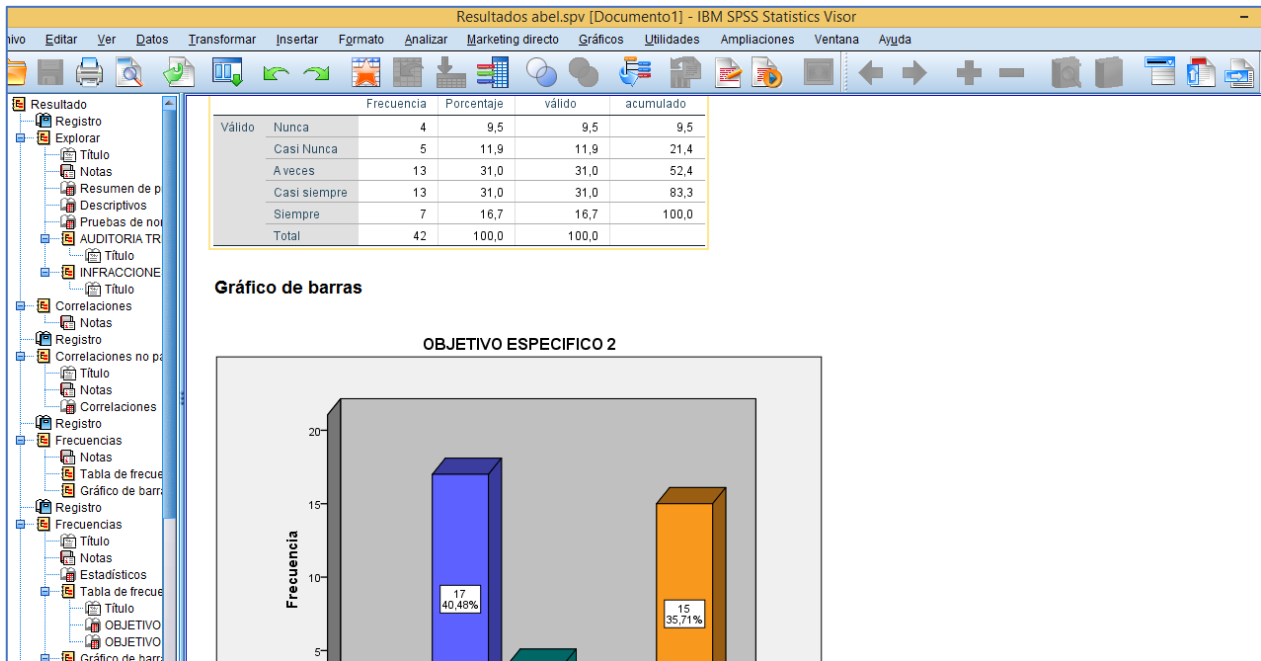 Resultados abel.spv [Documento1] - IBM SPSS Statistics Visor
ivo Editar Ver Datos Transformar Insertar Formato Analizar Marketing directo Gráficos Utilidades Ampliaciones Ventana Ayuda
Resultado
Registro
Explorar
Título
Notas
Resumen de p
Descriptivos
Pruebas de nor
AUDITORIA TR
Título
INFRACCIONE
Título
Correlaciones
Notas
Registro
Correlaciones no pa
Título
Notas
Correlaciones
Registro
Frecuencias
Notas
Tabla de frecue
Gráfico de barra
Registro
Frecuencias
Título
Notas
Estadísticos
Tabla de frecue
Título
OBJETIVO
OBJETIVO
Gráfico de barra
Frecuencia Porcentaje válido acumulado
Válido Nunca 4 9,5 9,5 9,5
Casi Nunca 5 11,9 11,9 21,4
A veces 13 31,0 31,0 52,4
Casi siempre 13 31,0 31,0 83,3
Siempre 7 16,7 16,7 100,0
Total 42 100,0 100,0
Gráfico de barras
OBJETIVO ESPECIFICO 2
Frecuencia
20
15
10
5
17
40,48%
15
35,71%